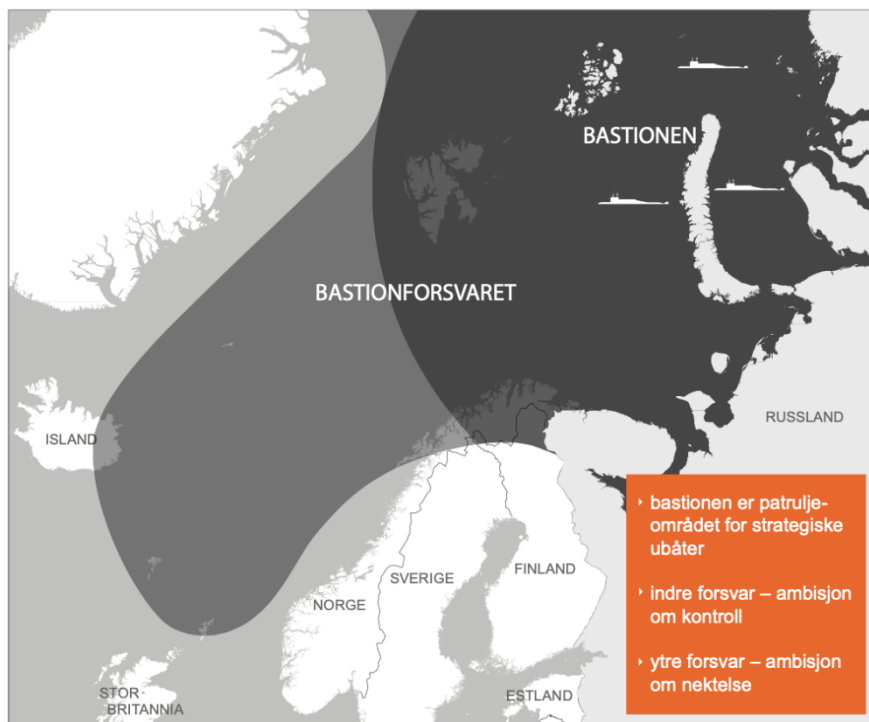 BASTIONEN
BASTIONFORSVARET
ISLAND
RUSSLAND
NORGE
SVERIGE
FINLAND
STOR-
BRITANNIA
ESTLAND
bastionen er patrulje-
området for strategiske
ubåter
indre forsvar – ambisjon
om kontroll
ytre forsvar – ambisjon
om nektelse